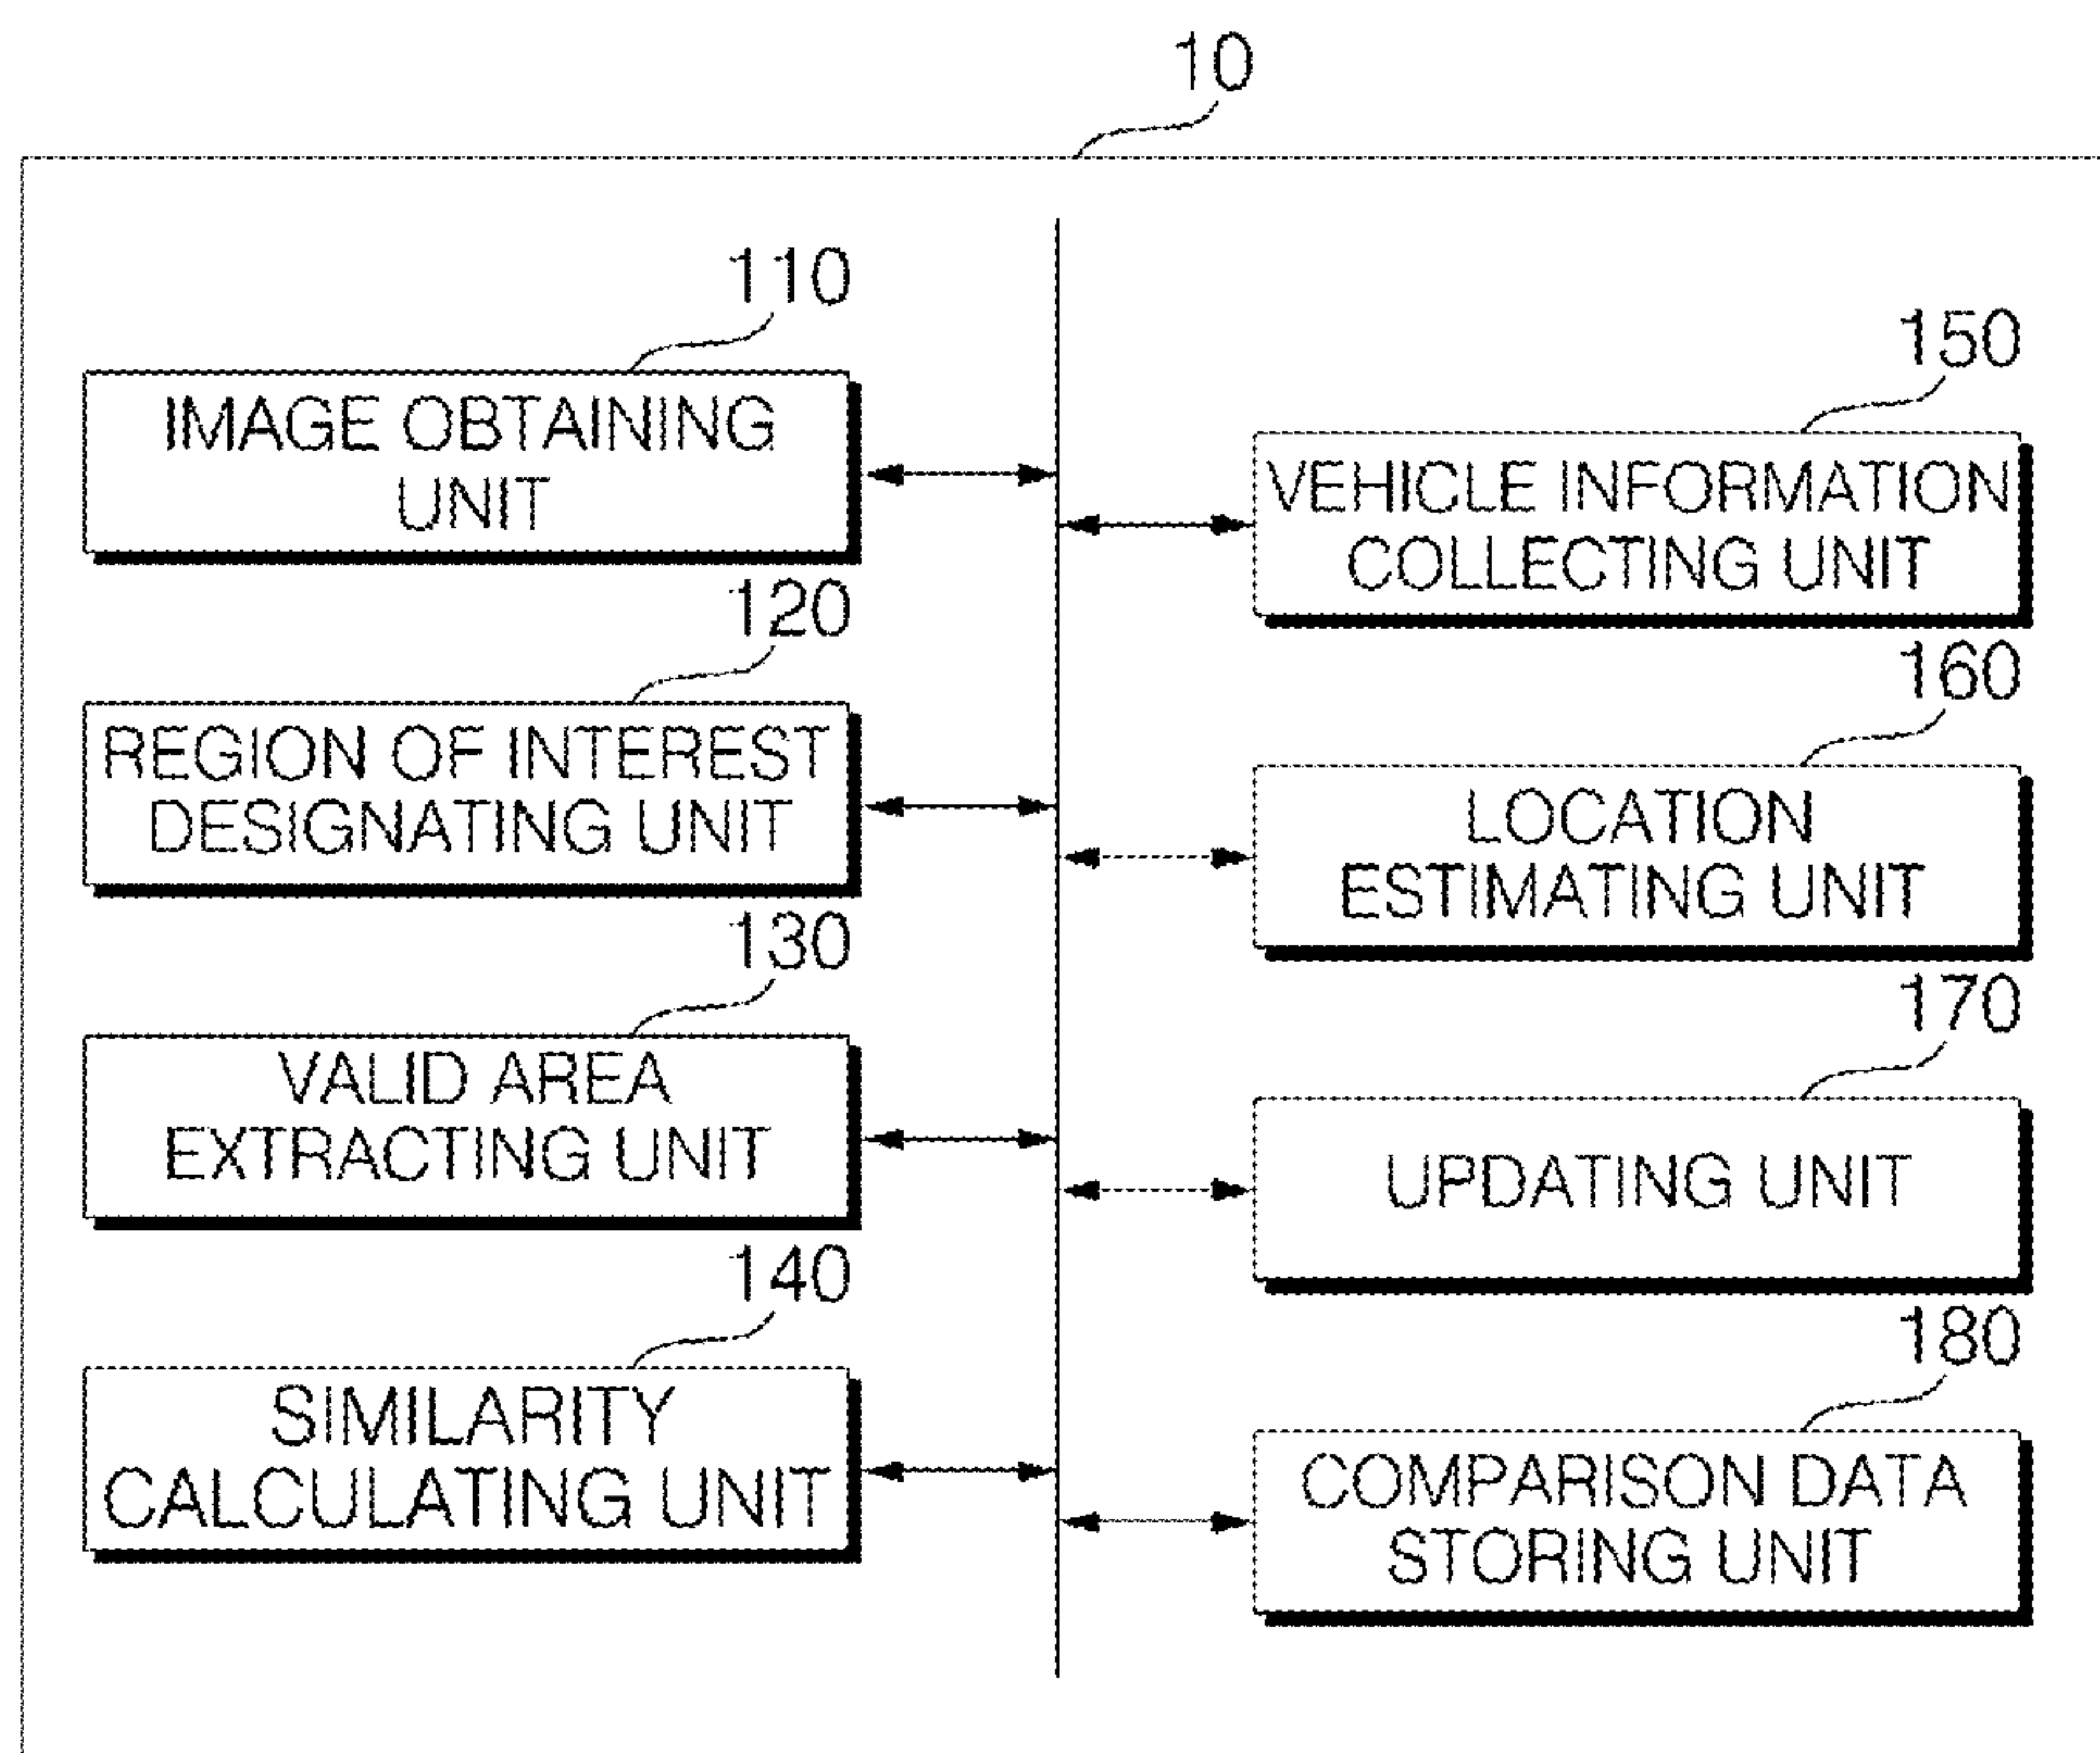 10
110
IMAGE OBTAINING
UNIT
120
REGION OF INTEREST
DESIGNATING UNIT
130
VALID AREA
EXTRACTING UNIT
140
SIMILARITY
CALCULATING UNIT
150
VEHICLE INFORMATION
COLLECTING UNIT
160
LOCATION
ESTIMATING UNIT
170
UPDATING UNIT
180
COMPARISON DATA
STORING UNIT